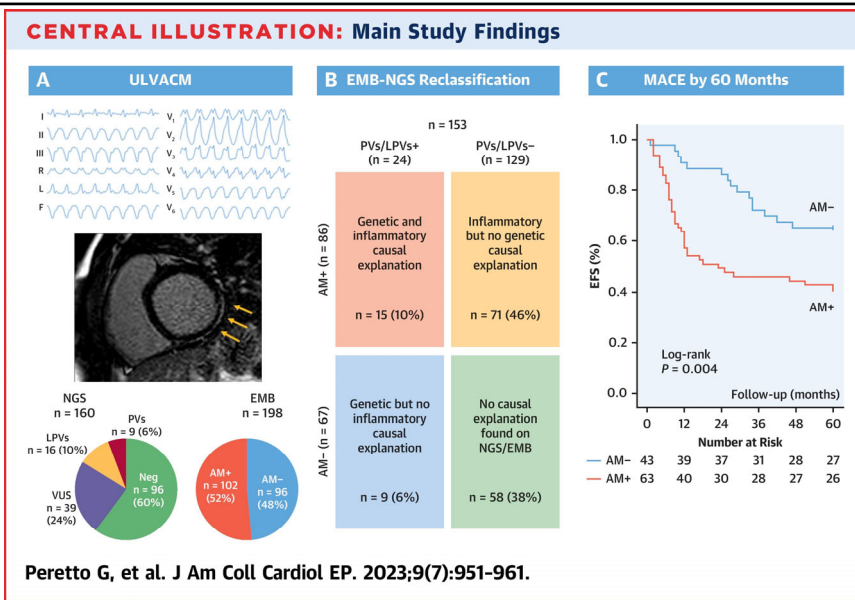 CENTRAL ILLUSTRATION: Main Study Findings
A ULVACM
I
II
III
R
L
F
V1
V2
V3
V4
V5
V6
NGS
n = 160
PVs
n = 9 (6%)
LPVs
n = 16 (10%)
VUS
n = 39
(24%)
Neg
n = 96
(60%)
EMB
n = 198
AM+
n = 102
(52%)
AM−
n = 96
(48%)
B EMB-NGS Reclassification
n = 153
PVs/LPVs+
(n = 24)
PVs/LPVs−
(n = 129)
AM+ (n = 86)
Genetic and
inflammatory
causal
explanation
n = 15 (10%)
Inflammatory
but no genetic
causal
explanation
n = 71 (46%)
AM− (n = 67)
Genetic but no
inflammatory
causal
explanation
n = 9 (6%)
No causal
explanation
found on
NGS/EMB
n = 58 (38%)
C MACE by 60 Months
EFS (%)
1.0
0.8
0.6
0.4
0.2
0.0
AM−
AM+
Log-rank
P = 0.004
Follow-up (months)
0 12 24 36 48 60
Number at Risk
AM− 43 39 37 31 28 27
AM+ 63 40 30 28 27 26
Peretto G, et al. J Am Coll Cardiol EP. 2023;9(7):951–961.